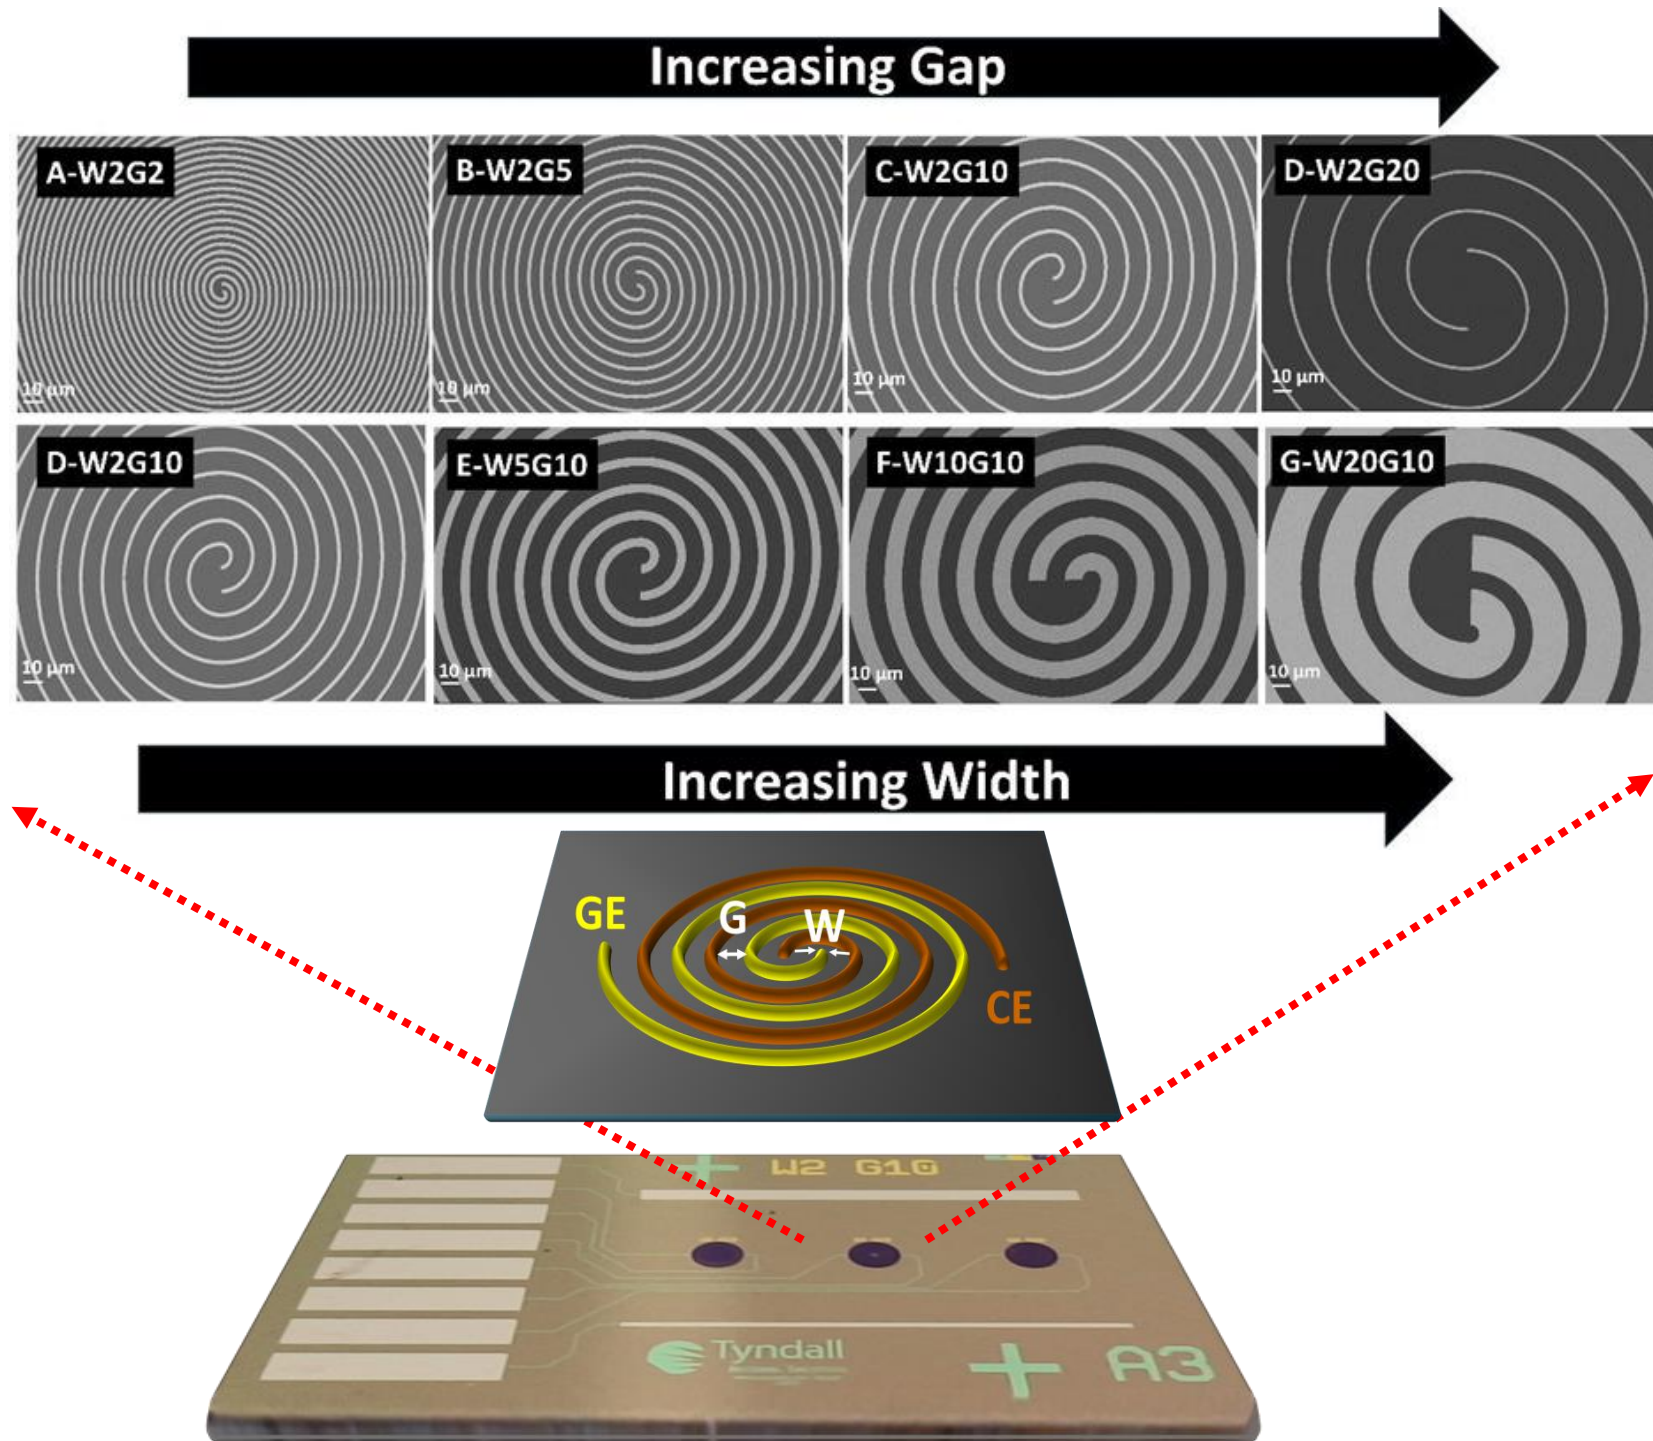 Increasing Gap
A-W2G2
B-W2G5
C-W2G10
D-W2G20
10 µm
10 µm
10 µm
10 µm
D-W2G10
E-W5G10
F-W10G10
G-W20G10
10 µm
10 µm
10 µm
10 µm
Increasing Width
GE
G
W
CE
W2 G10
Tyndall
A3